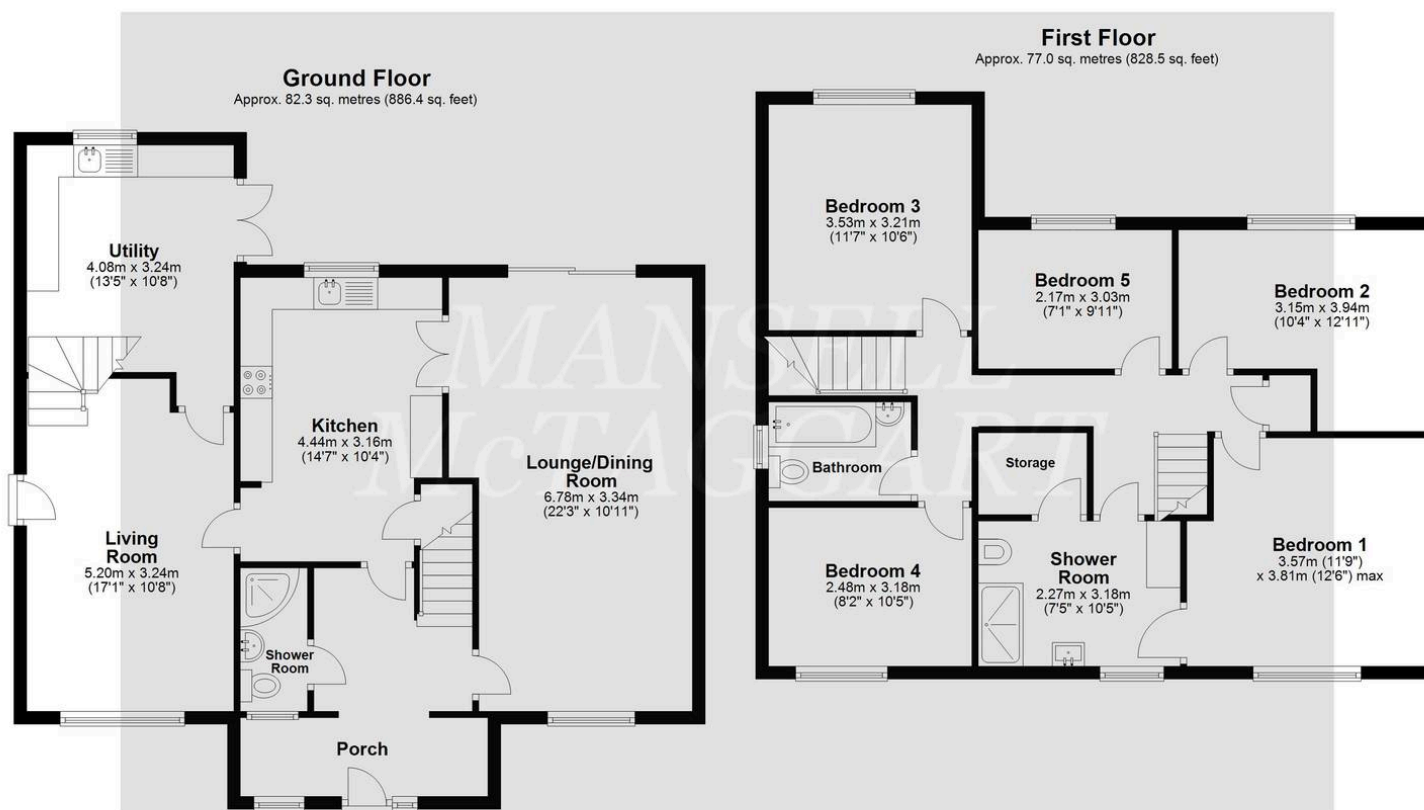 Ground Floor
Approx. 82.3 sq. metres (886.4 sq. feet)
Utility
4.08m x 3.24m
(13'5" x 10'8")
Kitchen
4.44m x 3.16m
(14'7" x 10'4")
Lounge/Dining
Room
6.78m x 3.34m
(22'3" x 10'11")
Living
Room
5.20m x 3.24m
(17'1" x 10'8")
Shower
Room
Porch
First Floor
Approx. 77.0 sq. metres (828.5 sq. feet)
Bedroom 3
3.53m x 3.21m
(11'7" x 10'6")
Bedroom 5
2.17m x 3.03m
(7'1" x 9'11")
Bedroom 2
3.15m x 3.94m
(10'4" x 12'11")
Bathroom
Storage
Bedroom 4
2.48m x 3.18m
(8'2" x 10'5")
Shower
Room
2.27m x 3.18m
(7'5" x 10'5")
Bedroom 1
3.57m (11'9")
x 3.81m (12'6") max
MANSELL
McTAGGART